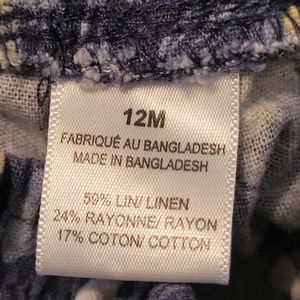 12M
FABRIQUÉ AU BANGLADESH
MADE IN BANGLADESH
59% LIN/ LINEN
24% RAYONNE/ RAYON
17% COTON/ COTTON